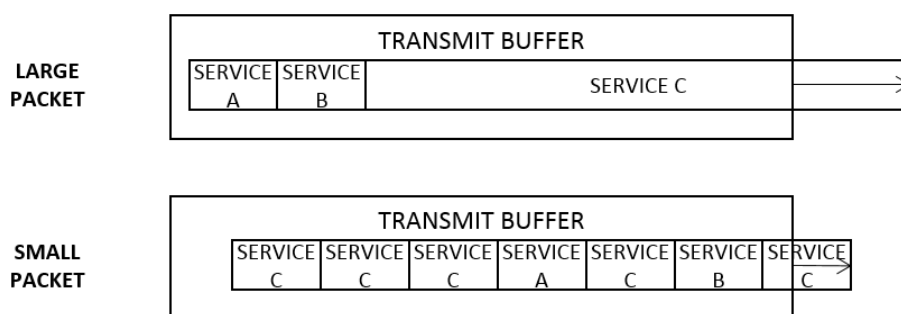 TRANSMIT BUFFER
LARGE
PACKET
SERVICE A
SERVICE B
SERVICE C
TRANSMIT BUFFER
SMALL
PACKET
SERVICE C
SERVICE C
SERVICE C
SERVICE A
SERVICE C
SERVICE B
SERVICE C